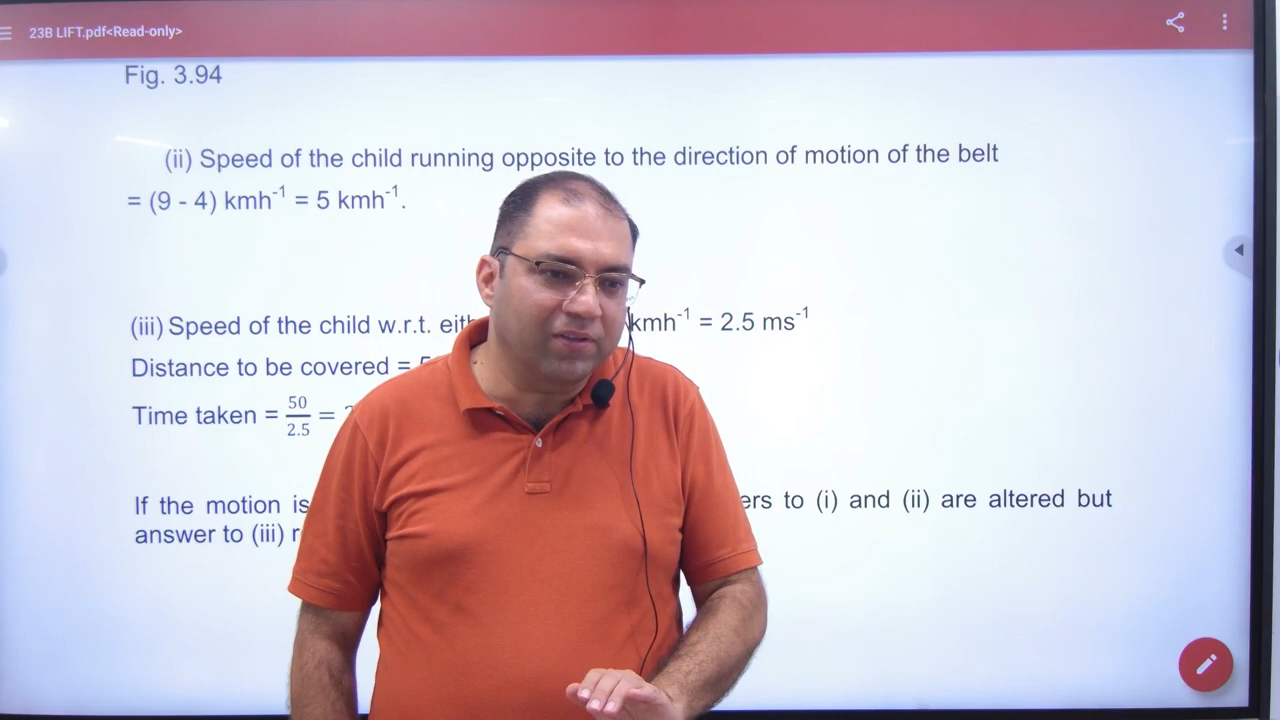 23B LIFT.pdf<Read-only>
Fig. 3.94
(ii) Speed of the child running opposite to the direction of motion of the belt
= (9 - 4) kmh⁻¹ = 5 kmh⁻¹.
(iii) Speed of the child w.r.t. kmh⁻¹ = 2.5 ms⁻¹
Distance to be covered =
Time taken = 50/2.5 =
If the motion is to (i) and (ii) are altered but
answer to (iii)